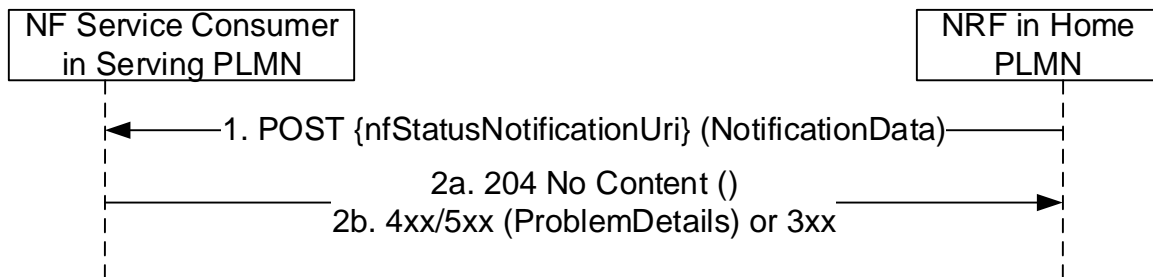 NF Service Consumer
in Serving PLMN
NRF in Home
PLMN
1. POST {nfStatusNotificationUri} (NotificationData)
2a. 204 No Content ()
2b. 4xx/5xx (ProblemDetails) or 3xx